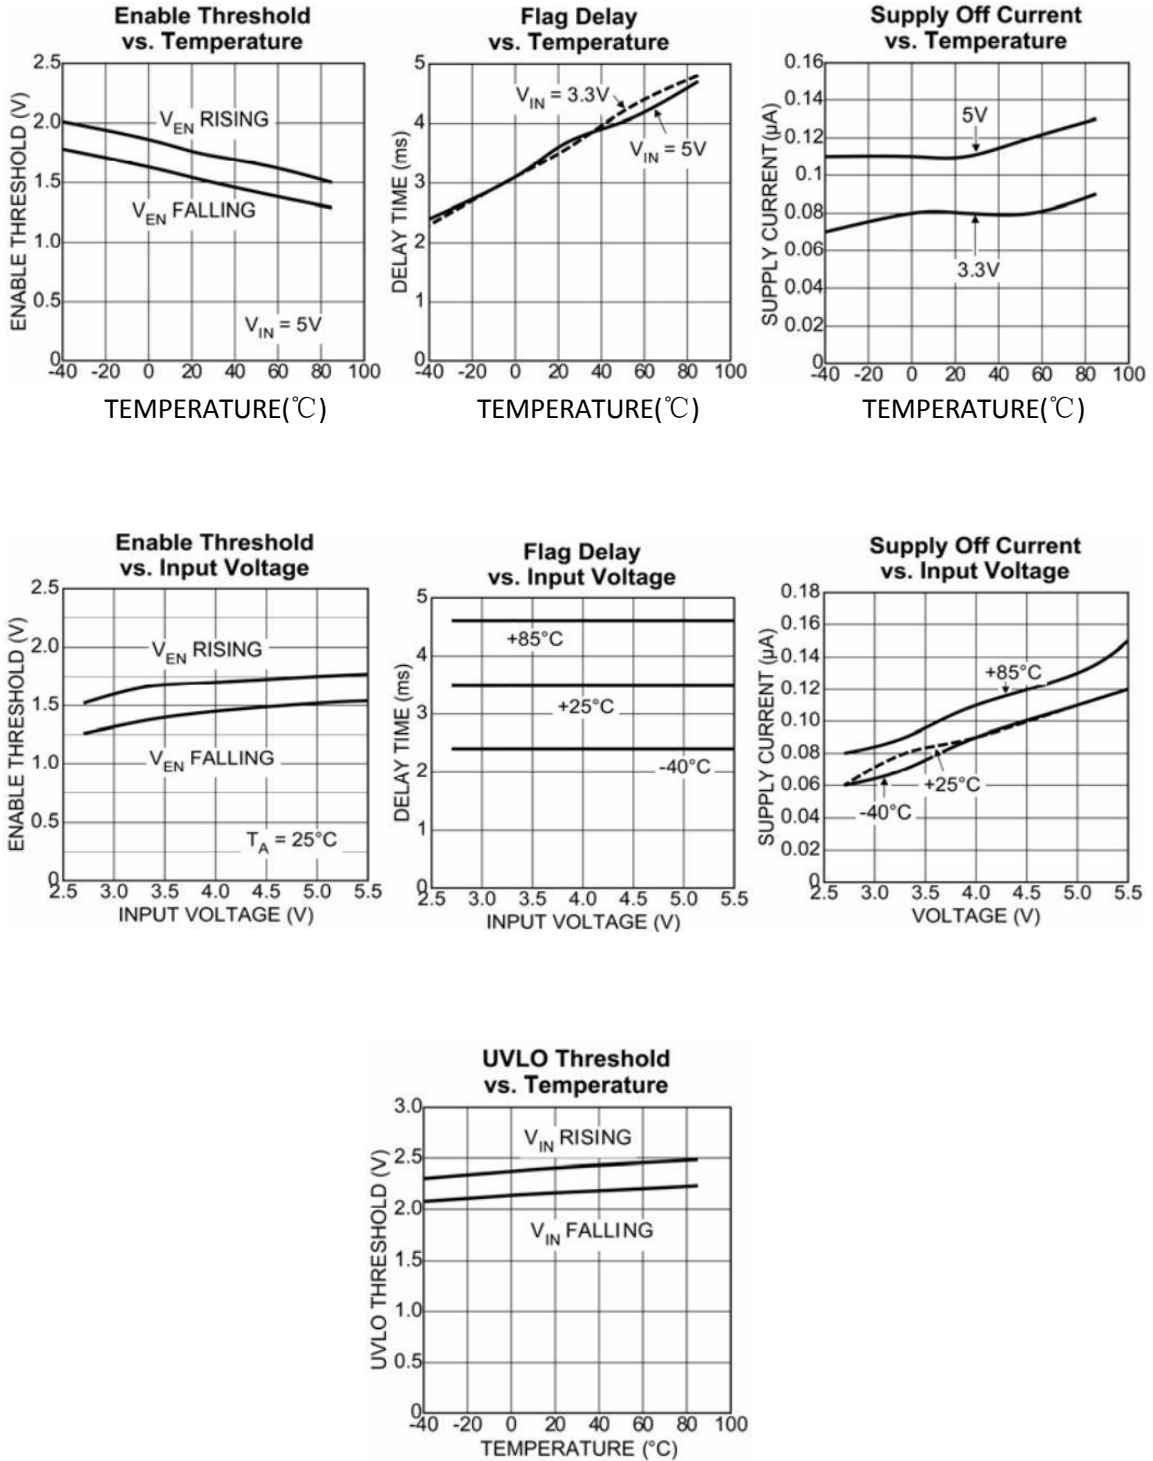 Enable Threshold
vs. Temperature
ENABLE THRESHOLD (V)
2.5
2.0
1.5
1.0
0.5
0
V_EN RISING
V_EN FALLING
V_IN = 5V
-40 -20 0 20 40 60 80 100
TEMPERATURE(℃)
Flag Delay
vs. Temperature
DELAY TIME (ms)
5
4
3
2
1
0
V_IN = 3.3V
V_IN = 5V
-40 -20 0 20 40 60 80 100
TEMPERATURE(℃)
Supply Off Current
vs. Temperature
SUPPLY CURRENT (µA)
0.16
0.14
0.12
0.1
0.08
0.06
0.04
0.02
0
5V
3.3V
-40 -20 0 20 40 60 80 100
TEMPERATURE(℃)
Enable Threshold
vs. Input Voltage
ENABLE THRESHOLD (V)
2.5
2.0
1.5
1.0
0.5
0
V_EN RISING
V_EN FALLING
T_A = 25°C
2.5 3.0 3.5 4.0 4.5 5.0 5.5
INPUT VOLTAGE (V)
Flag Delay
vs. Input Voltage
DELAY TIME (ms)
5
4
3
2
1
0
+85°C
+25°C
-40°C
2.5 3.0 3.5 4.0 4.5 5.0 5.5
INPUT VOLTAGE (V)
Supply Off Current
vs. Input Voltage
SUPPLY CURRENT (µA)
0.18
0.16
0.14
0.12
0.10
0.08
0.06
0.04
0.02
0
+85°C
+25°C
-40°C
2.5 3.0 3.5 4.0 4.5 5.0 5.5
VOLTAGE (V)
UVLO Threshold
vs. Temperature
UVLO THRESHOLD (V)
3.0
2.5
2.0
1.5
1.0
0.5
0
V_IN RISING
V_IN FALLING
-40 -20 0 20 40 60 80 100
TEMPERATURE (°C)